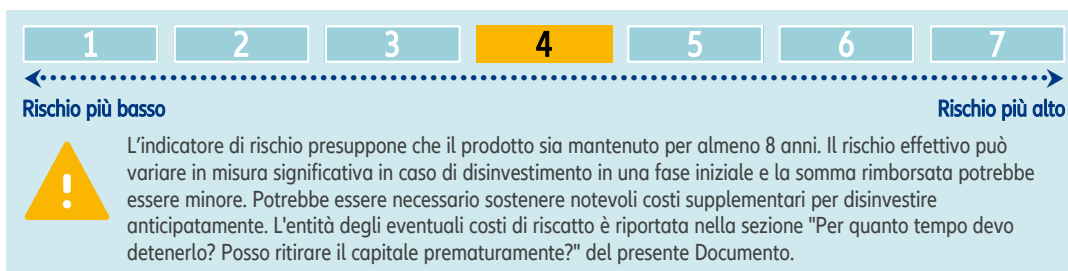 1 2 3 4 5 6 7
Rischio più basso Rischio più alto
L'indicatore di rischio presuppone che il prodotto sia mantenuto per almeno 8 anni. Il rischio effettivo può
variare in misura significativa in caso di disinvestimento in una fase iniziale e la somma rimborsata potrebbe
essere minore. Potrebbe essere necessario sostenere notevoli costi supplementari per disinvestire
anticipatamente. L'entità degli eventuali costi di riscatto è riportata nella sezione "Per quanto tempo devo
detenerlo? Posso ritirare il capitale prematuramente?" del presente Documento.